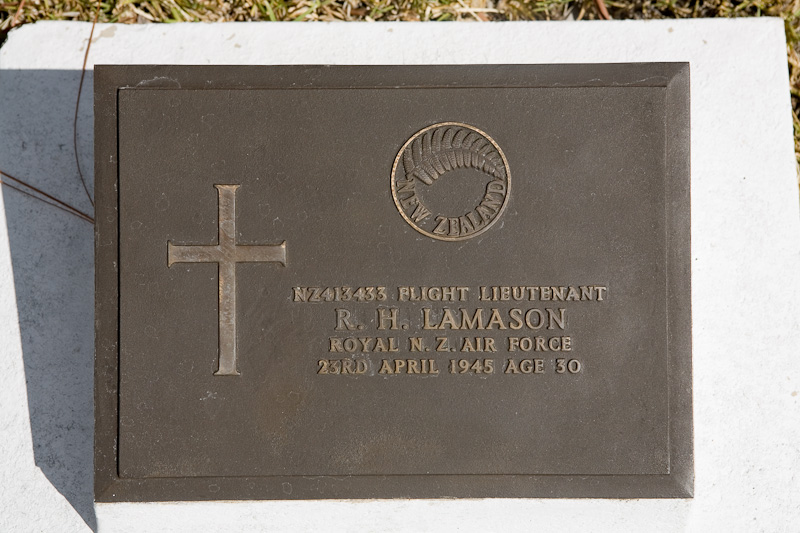 NEW ZEALAND
NZ413433 FLIGHT LIEUTENANT
R. H. LAMASON
ROYAL N. Z. AIR FORCE
23RD APRIL 1945 AGE 30